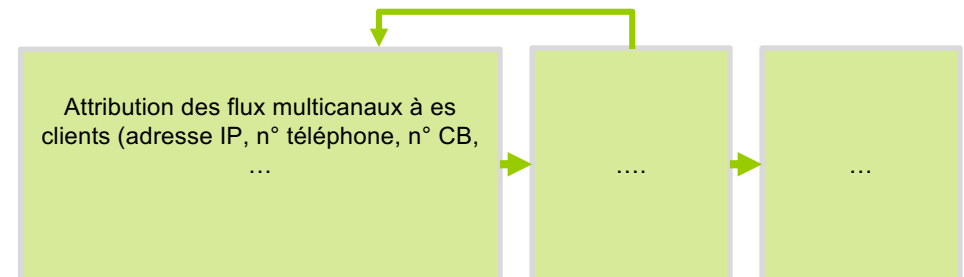 Attribution des flux multicanaux à es
clients (adresse IP, n° téléphone, n° CB,
…
….
…